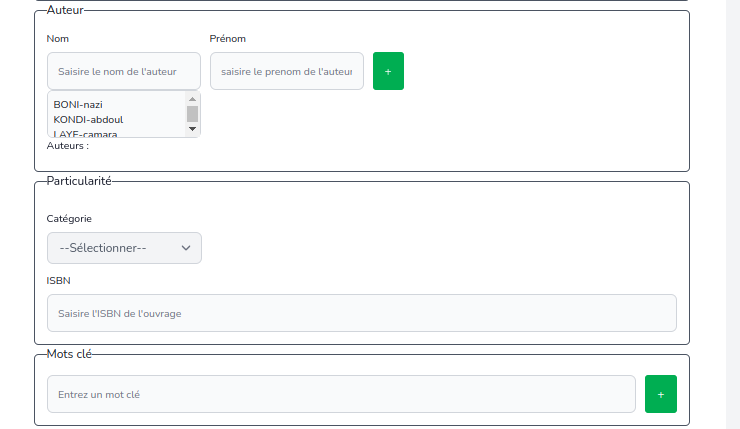 Auteur
Nom Prénom
Saisire le nom de l'auteur saisire le prenom de l'auteur +
BONI-nazi
KONDI-abdoul
LAYE-camara
Auteurs :
Particularité
Catégorie
--Sélectionner--
ISBN
Saisire l'ISBN de l'ouvrage
Mots clé
Entrez un mot clé +